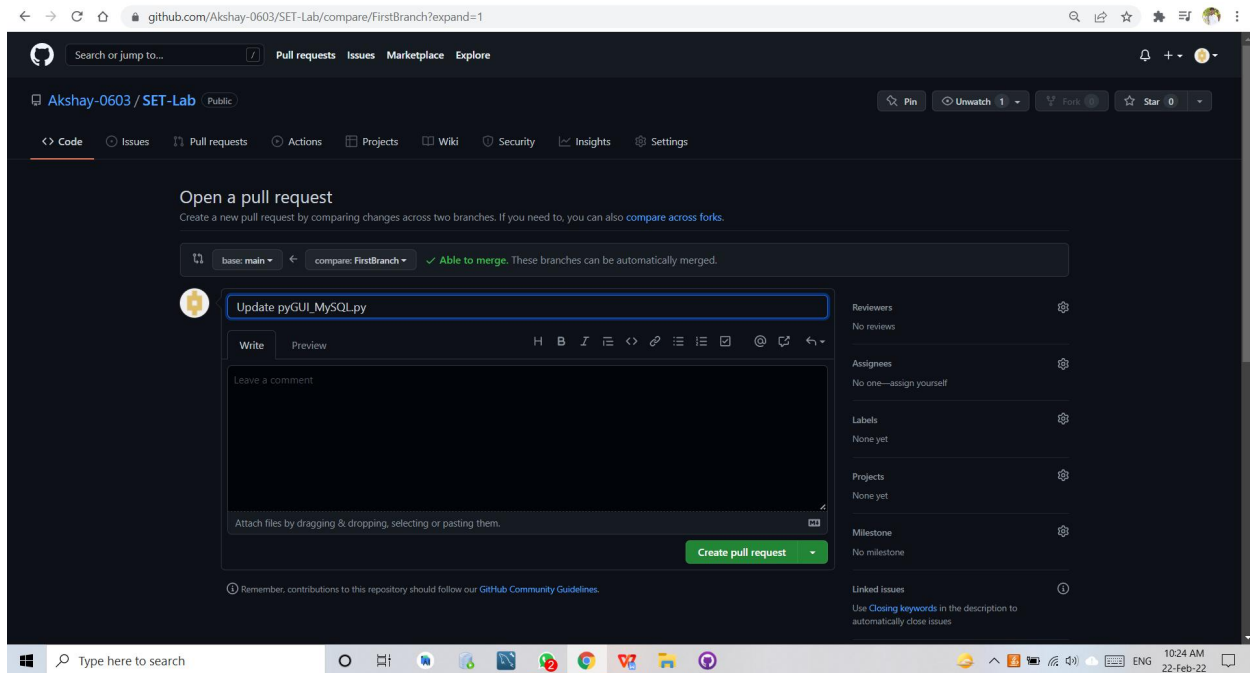 github.com/Akshay-0603/SET-Lab/compare/FirstBranch?expand=1
Search or jump to... / Pull requests Issues Marketplace Explore
Akshay-0603 / SET-Lab Public
Pin Unwatch 1 Fork 0 Star 0
<> Code Issues Pull requests Actions Projects Wiki Security Insights Settings
Open a pull request
Create a new pull request by comparing changes across two branches. If you need to, you can also compare across forks.
base: main compare: FirstBranch Able to merge. These branches can be automatically merged.
Update pyGUI_MySQL.py
Write Preview H B I <> @
Leave a comment
Attach files by dragging & dropping, selecting or pasting them.
Create pull request
Remember, contributions to this repository should follow our GitHub Community Guidelines.
Reviewers
No reviews
Assignees
No one—assign yourself
Labels
None yet
Projects
None yet
Milestone
No milestone
Linked issues
Use Closing keywords in the description to
automatically close issues
Type here to search
2
ENG
10:24 AM
22-Feb-22